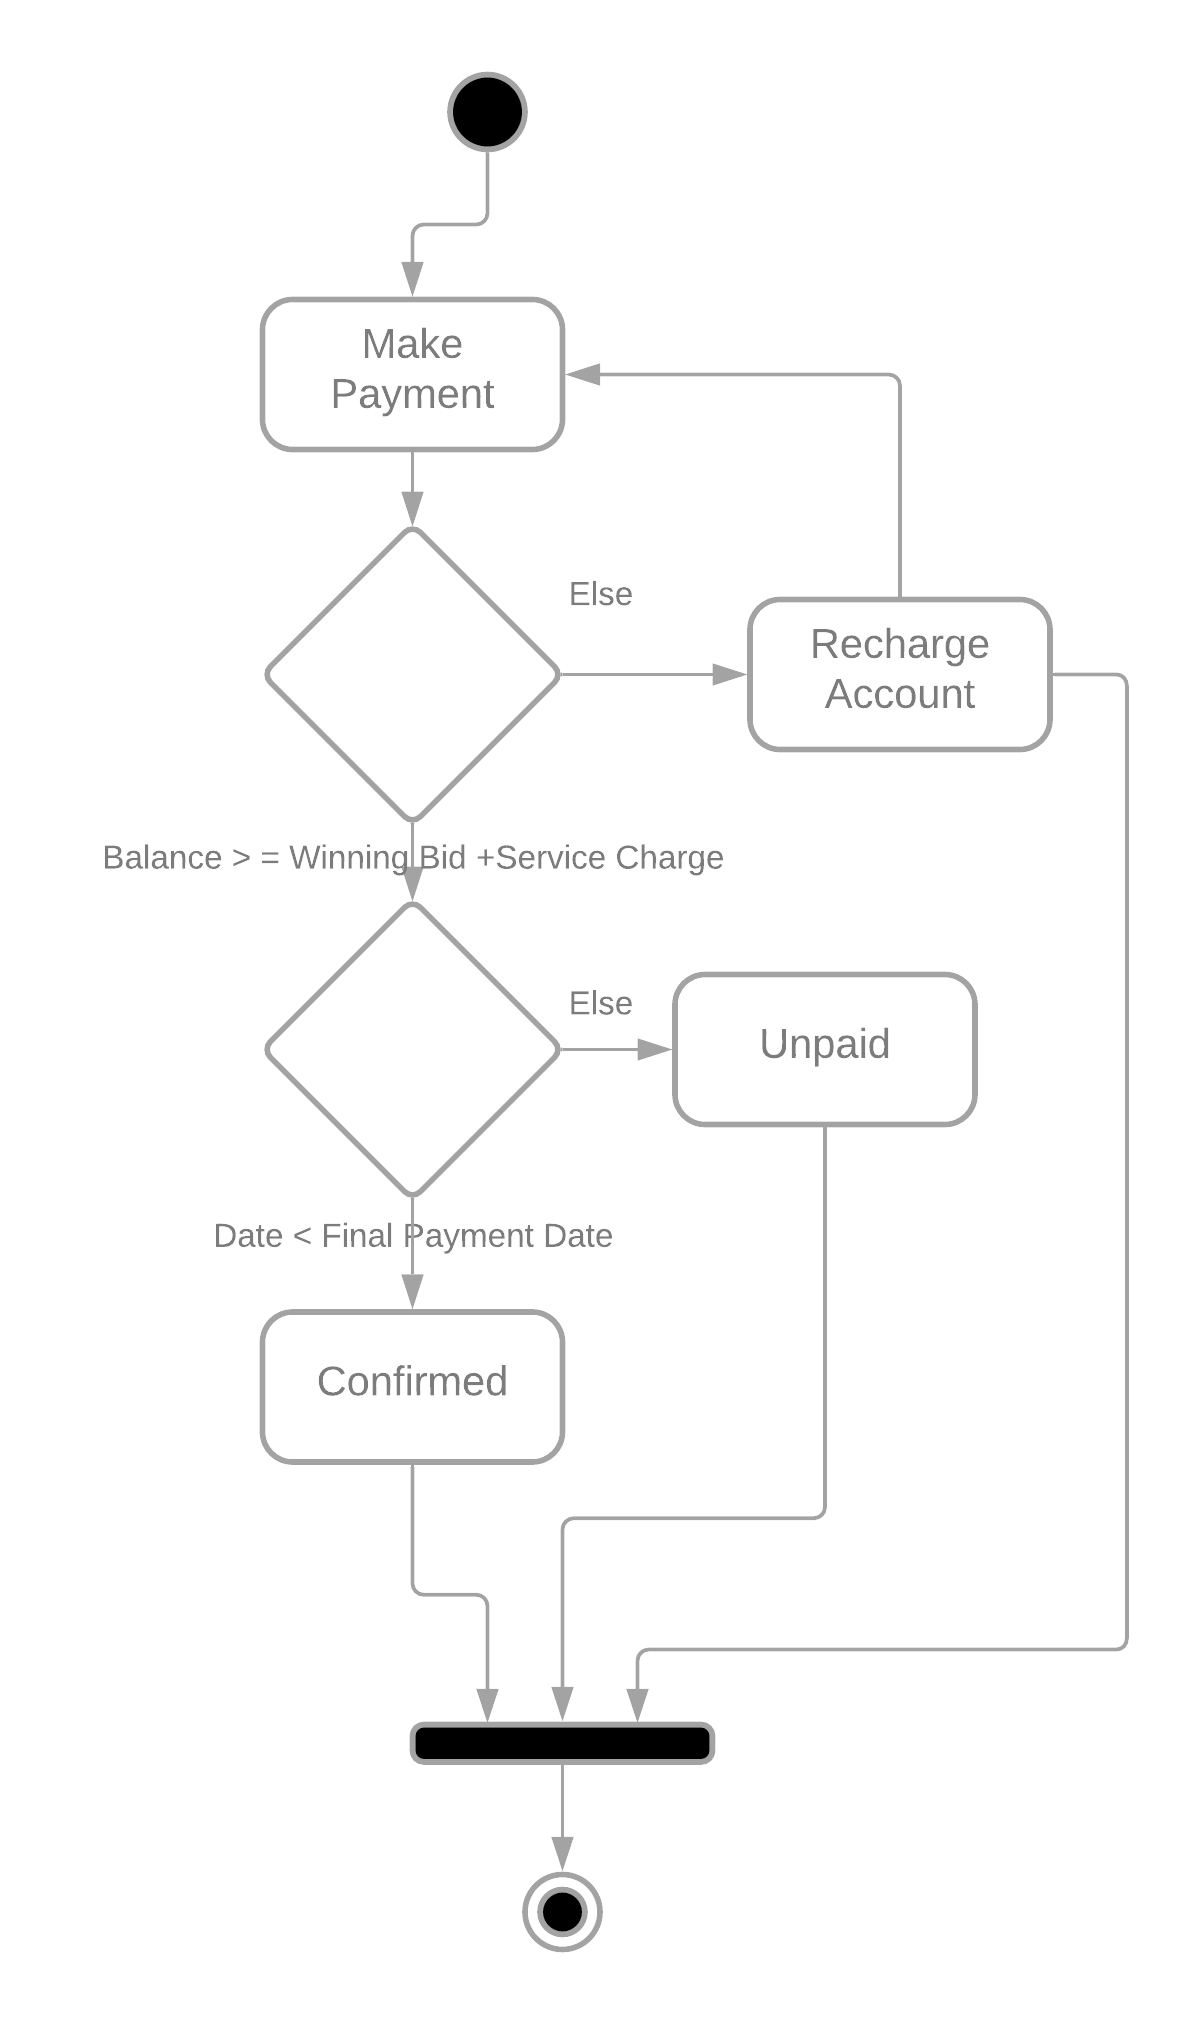 Make
Payment
Else
Recharge
Account
Balance > = Winning Bid +Service Charge
Else
Unpaid
Date < Final Payment Date
Confirmed